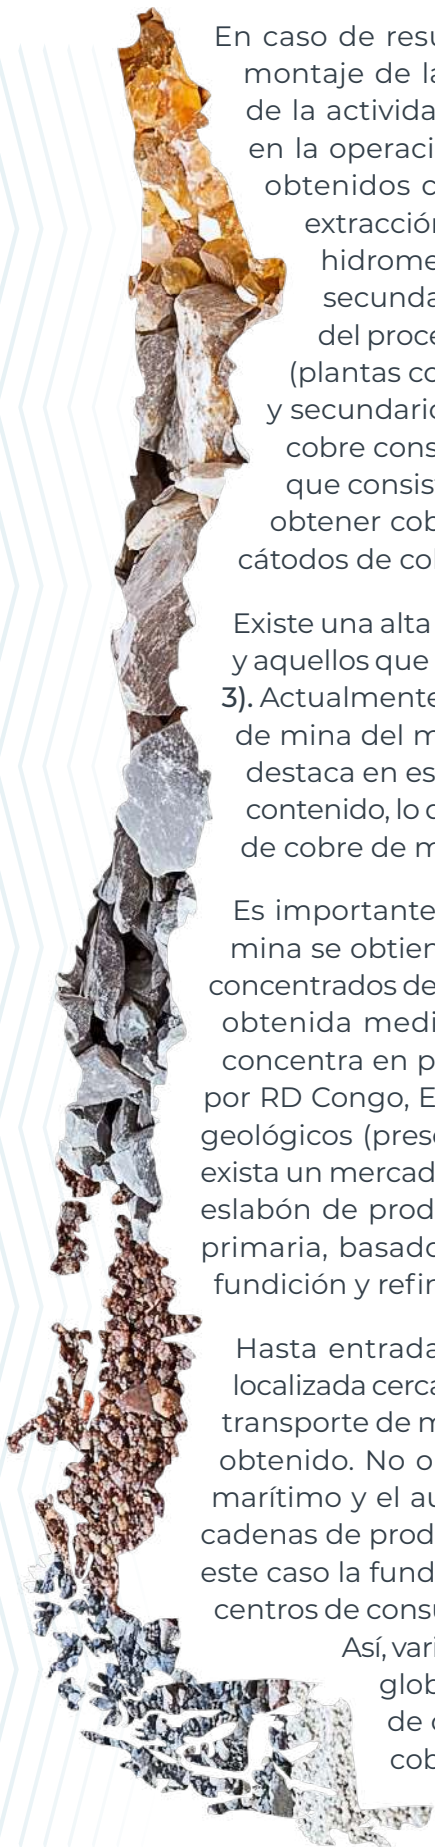 En caso de resu
montaje de la
de la activida
en la operaci
obtenidos c
extracción
hidrome
secunda
del proce
(plantas co
y secundario
cobre cons
que consis
obtener cob
cátodos de co
Existe una alta
y aquellos que
3). Actualmente
de mina del m
destaca en es
contenido, lo c
de cobre de m
Es importante
mina se obtien
concentrados de
obtenida medi
concentra en p
por RD Congo, E
geológicos (pres
exista un mercad
eslabón de prod
primaria, basado
fundición y refin
Hasta entrada
localizada cerca
transporte de m
obtenido. No o
marítimo y el au
cadenas de prod
este caso la fund
centros de consu
Así, vari
glob
de c
cob